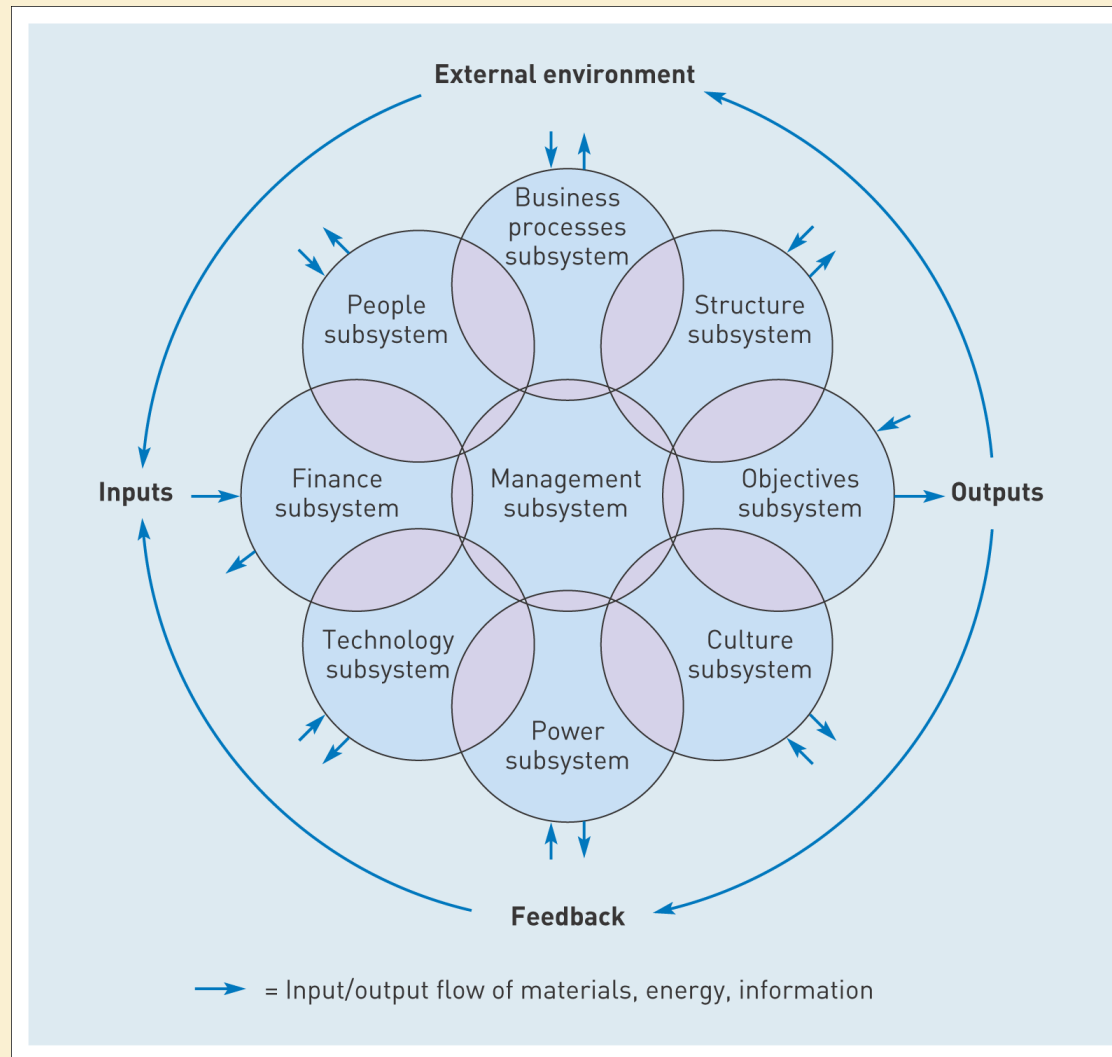 External environment
Business
processes
subsystem
People
subsystem
Structure
subsystem
Inputs
Finance
subsystem
Management
subsystem
Objectives
subsystem
Outputs
Technology
subsystem
Culture
subsystem
Power
subsystem
Feedback
= Input/output flow of materials, energy, information